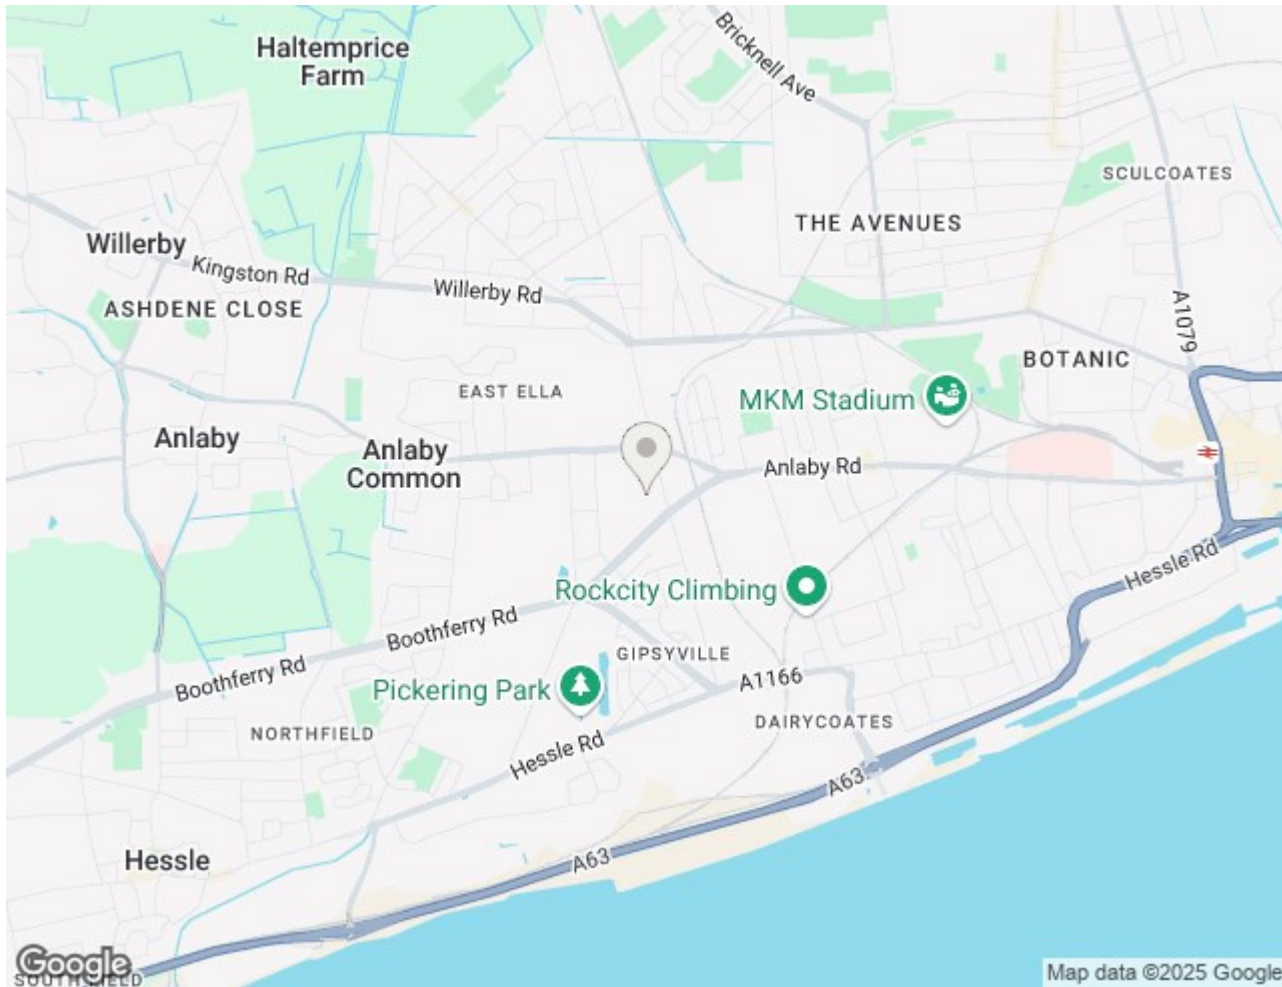 Haltemprice
Farm
Bricknell Ave
SCULCOATES
THE AVENUES
Willerby
Kingston Rd
Willerby Rd
ASHDENE CLOSE
A1079
BOTANIC
EAST ELLA
MKM Stadium
Anlaby
Anlaby
Common
Anlaby Rd
Hessle Rd
Rockcity Climbing
Boothferry Rd
GIPSYVILLE
Boothferry Rd
Pickering Park
A1166
DAIRYCOATES
NORTHFIELD
Hessle Rd
A63
Hessle
A63
Google
SOUTH FIELD
Map data ©2025 Google